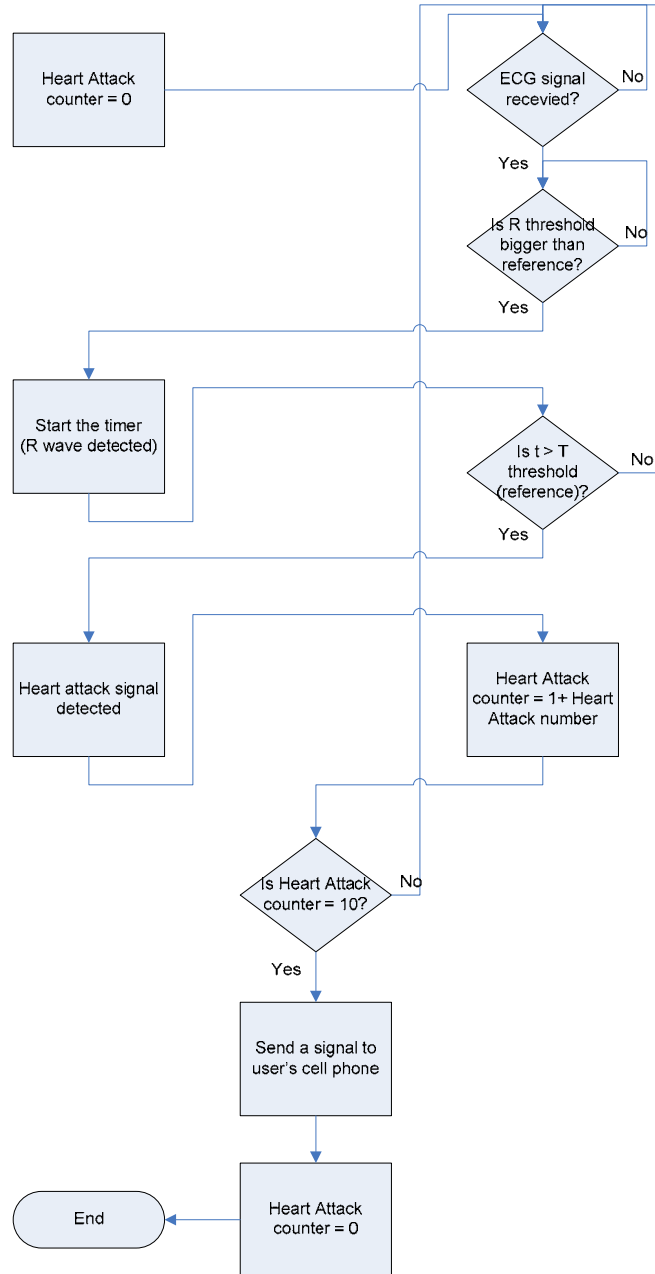 Heart Attack
counter = 0
ECG signal
recevied?
No
Yes
Is R threshold
bigger than
reference?
No
Yes
Start the timer
(R wave detected)
Is t > T
threshold
(reference)?
No
Yes
Heart attack signal
detected
Heart Attack
counter = 1+ Heart
Attack number
Is Heart Attack
counter = 10?
No
Yes
Send a signal to
user's cell phone
Heart Attack
counter = 0
End